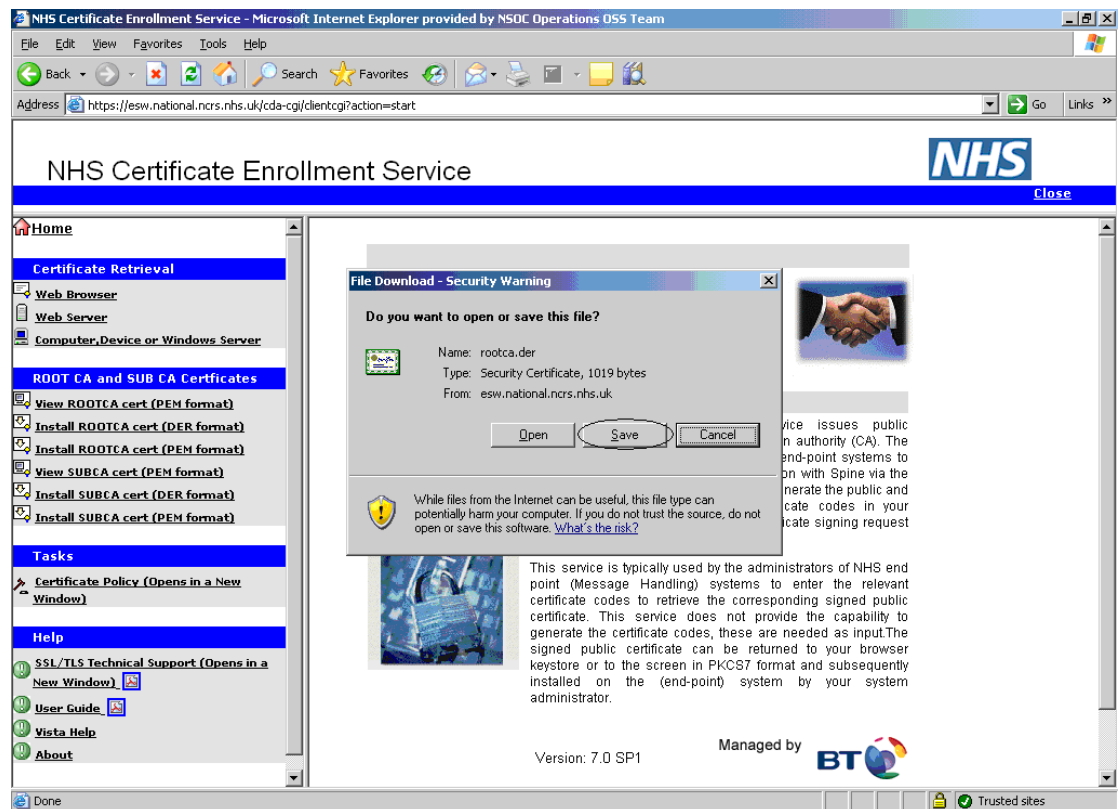 NHS Certificate Enrollment Service - Microsoft Internet Explorer provided by NSOC Operations OSS Team
File Edit View Favorites Tools Help
Back Search Favorites
Address https://esw.national.ncrs.nhs.uk/cda-cgi/clientcgi?action=start Go Links »
NHS Certificate Enrollment Service
NHS
Close
Home
Certificate Retrieval
Web Browser
Web Server
Computer,Device or Windows Server
ROOT CA and SUB CA Certficates
View ROOTCA cert (PEM format)
Install ROOTCA cert (DER format)
Install ROOTCA cert (PEM format)
View SUBCA cert (PEM format)
Install SUBCA cert (DER format)
Install SUBCA cert (PEM format)
Tasks
Certificate Policy (Opens in a New
Window)
Help
SSL/TLS Technical Support (Opens in a
New Window)
User Guide
Vista Help
About
File Download - Security Warning
Do you want to open or save this file?
Name: rootca.der
Type: Security Certificate, 1019 bytes
From: esw.national.ncrs.nhs.uk
Open Save Cancel
While files from the Internet can be useful, this file type can
potentially harm your computer. If you do not trust the source, do not
open or save this software. What's the risk?
issues public
authority (CA). The
end-point systems to
with Spine via the
the public and
codes in your
signing request
This service is typically used by the administrators of NHS end
point (Message Handling) systems to enter the relevant
certificate codes to retrieve the corresponding signed public
certificate. This service does not provide the capability to
generate the certificate codes, these are needed as input.The
signed public certificate can be returned to your browser
keystore or to the screen in PKCS7 format and subsequently
installed on the (end-point) system by your system
administrator.
Version: 7.0 SP1
Managed by
BT
Done
Trusted sites